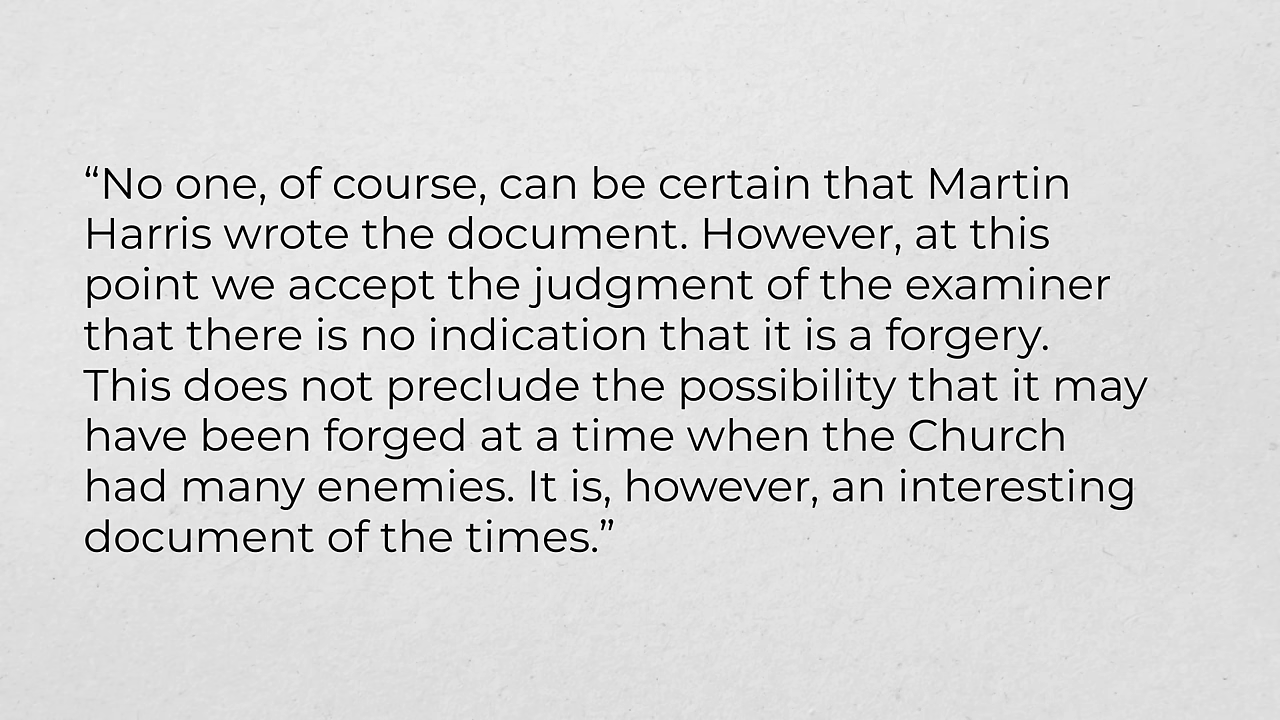 “No one, of course, can be certain that Martin
Harris wrote the document. However, at this
point we accept the judgment of the examiner
that there is no indication that it is a forgery.
This does not preclude the possibility that it may
have been forged at a time when the Church
had many enemies. It is, however, an interesting
document of the times.”